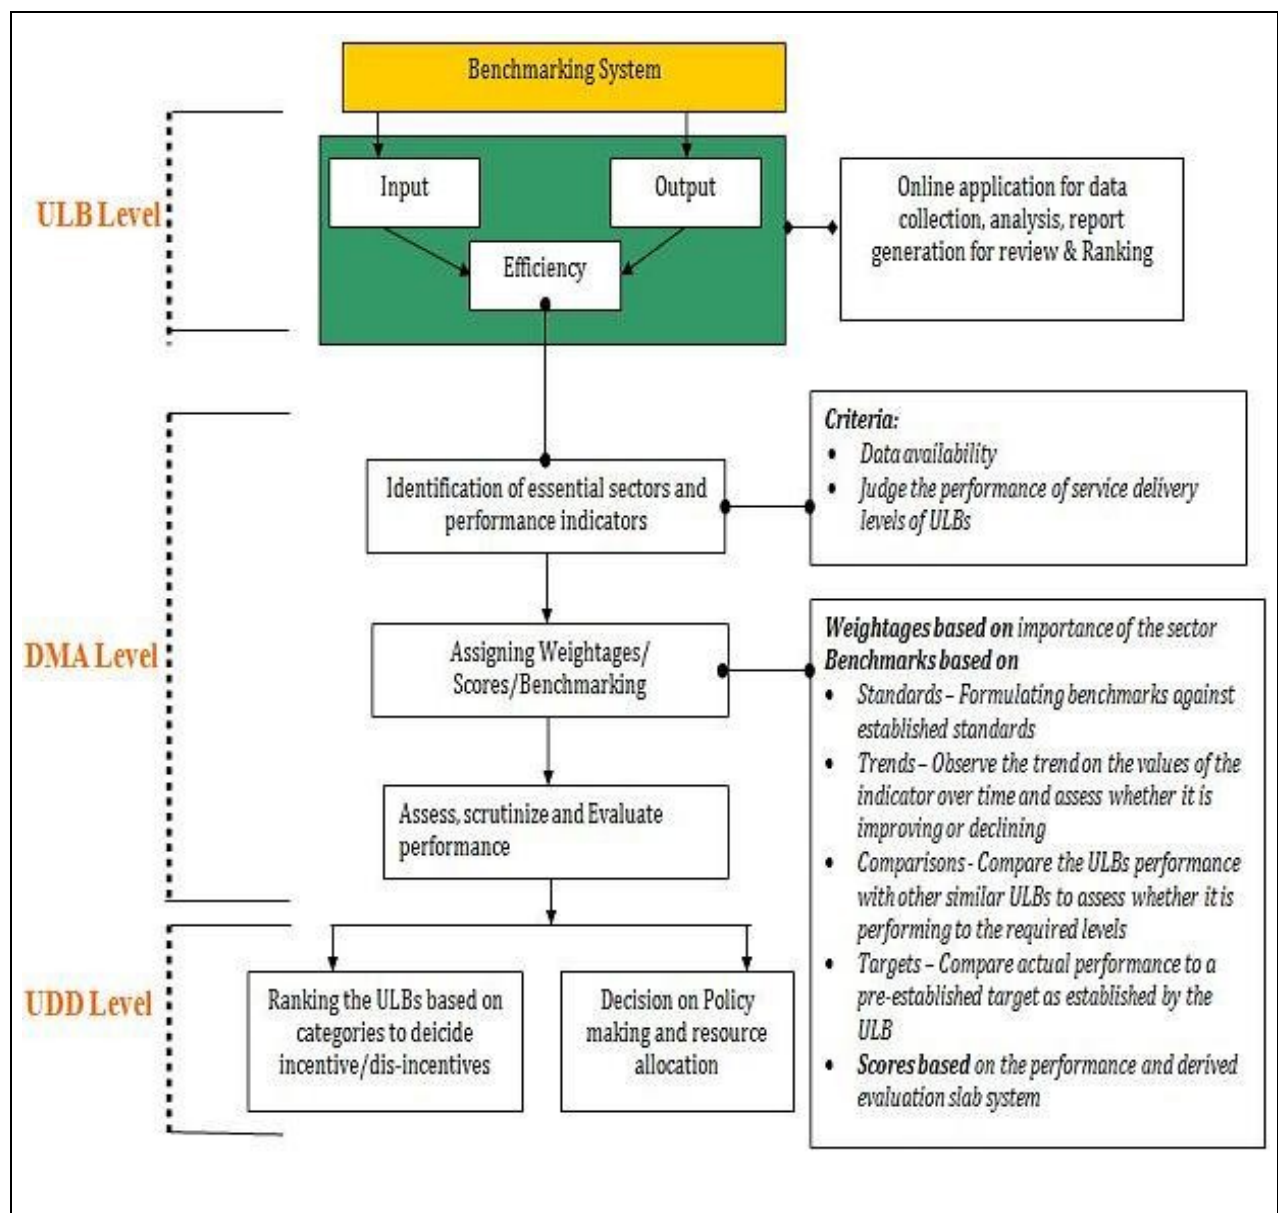 Benchmarking System
ULB Level
Input
Output
Efficiency
Online application for data
collection, analysis, report
generation for review & Ranking
DMA Level
Identification of essential sectors and
performance indicators
Criteria:
• Data availability
• Judge the performance of service delivery
levels of ULBs
Assigning Weightages/
Scores/Benchmarking
Weightages based on importance of the sector
Benchmarks based on
• Standards – Formulating benchmarks against
established standards
• Trends – Observe the trend on the values of the
indicator over time and assess whether it is
improving or declining
• Comparisons - Compare the ULBs performance
with other similar ULBs to assess whether it is
performing to the required levels
• Targets – Compare actual performance to a
pre-established target as established by the
ULB
• Scores based on the performance and derived
evaluation slab system
Assess, scrutinize and Evaluate
performance
UDD Level
Ranking the ULBs based on
categories to deicide
incentive/dis-incentives
Decision on Policy
making and resource
allocation